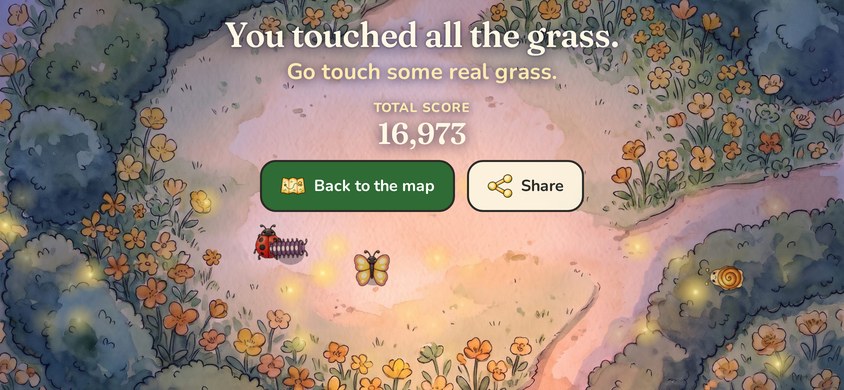 You touched all the grass.
Go touch some real grass.
TOTAL SCORE
16,973
Back to the map
Share